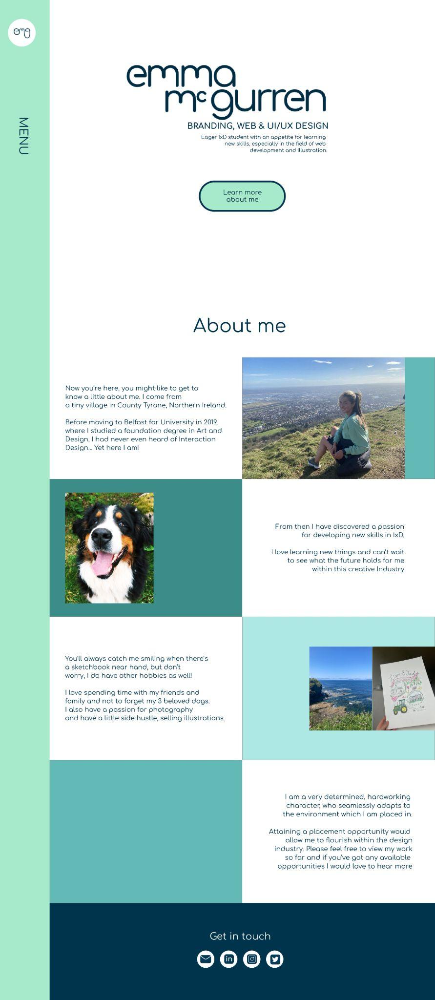 emg
MENU
emma
mcgurren
BRANDING, WEB & UI/UX DESIGN
Eager IxD student with an appetite for learning
new skills, especially in the field of web
development and illustration.
Learn more
about me
About me
Now you're here, you might like to get to
know a little about me. I come from
a tiny village in County Tyrone, Northern Ireland.
Before moving to Belfast for University in 2019,
where I studied a foundation degree in Art and
Design, I had never even heard of Interaction
Design... Yet here I am!
From then I have discovered a passion
for developing new skills in IxD.
I love learning new things and can't wait
to see what the future holds for me
within this creative Industry
You'll always catch me smiling when there's
a sketchbook near hand, but don't
worry, I do have other hobbies as well!
I love spending time with my friends and
family and not to forget my 3 beloved dogs.
I also have a passion for photography
and have a little side hustle, selling illustrations.
I am a very determined, hardworking
character, who seamlessly adapts to
the environment which I am placed in.
Attaining a placement opportunity would
allow me to flourish within the design
industry. Please feel free to view my work
so far and if you've got any available
opportunities I would love to hear more
Get in touch
in